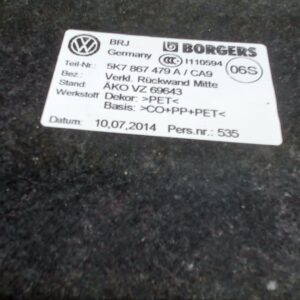 BRJ BORGERS
Germany CCC I110594 06S
Teil-Nr.: 5K7 867 479 A / CA9
Bez.: Verkl. Rückwand Mitte
Stand: ÄKO VZ 69643
Werkstoff Dekor: >PET<
Basis: >CO+PP+PET<
Datum: 10,07,2014 Pers.nr.: 535